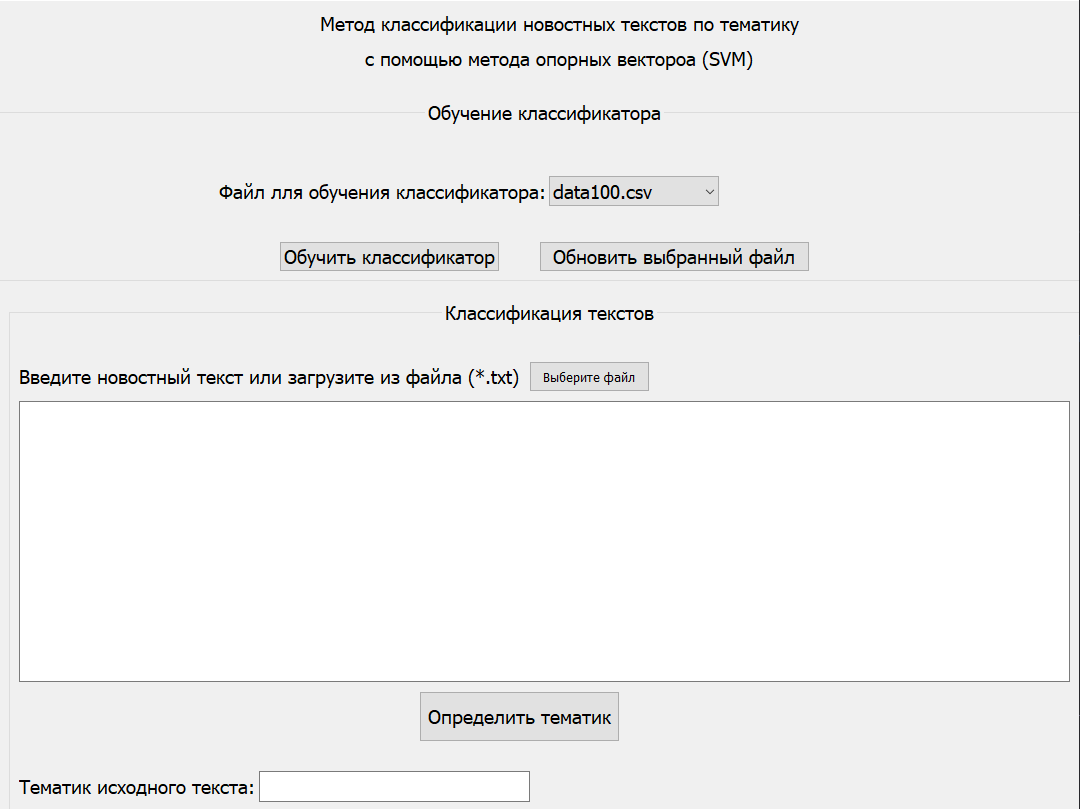 Метод классификации новостных текстов по тематику
с помощью метода опорных вектороа (SVM)
Обучение классификатора
Файл лля обучения классификатора: data100.csv
Обучить классификатор Обновить выбранный файл
Классификация текстов
Введите новостный текст или загрузите из файла (*.txt) Выберите файл
Определить тематик
Тематик исходного текста: